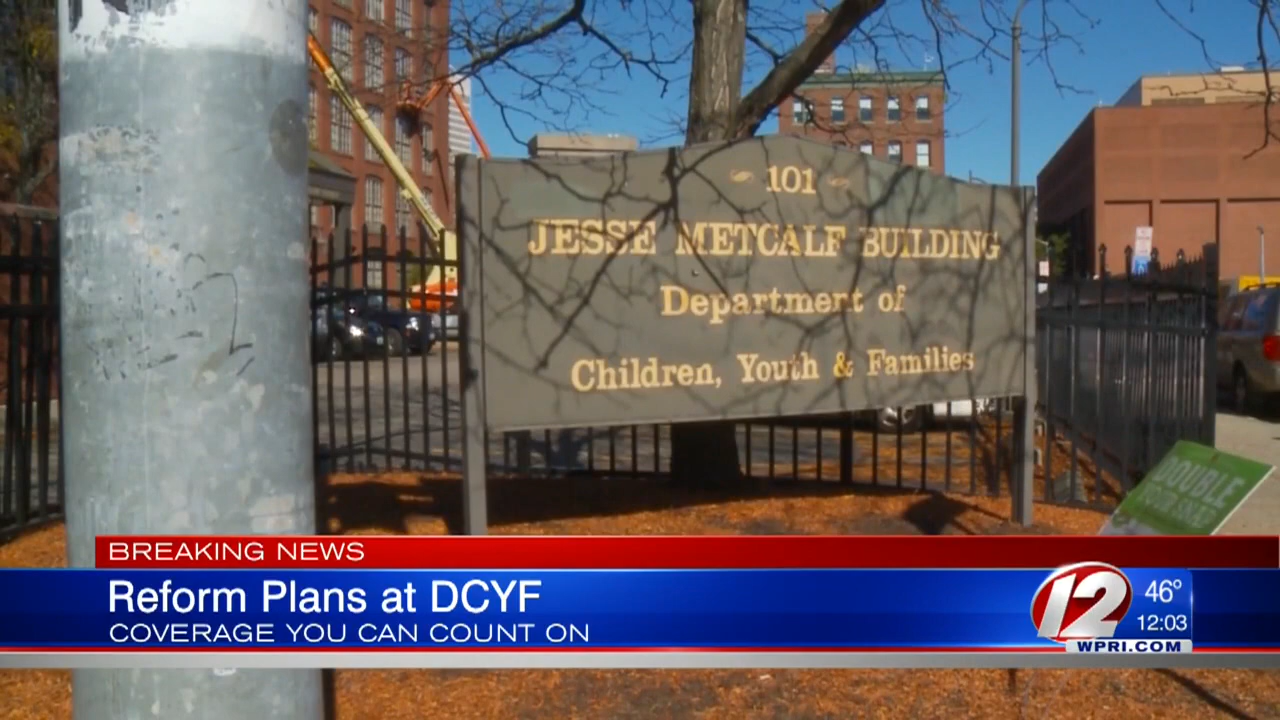 101
JESSE METCALF BUILDING
Department of
Children, Youth & Families
DOUBLE
BREAKING NEWS
Reform Plans at DCYF
COVERAGE YOU CAN COUNT ON
12
46°
12:03
WPRI.COM